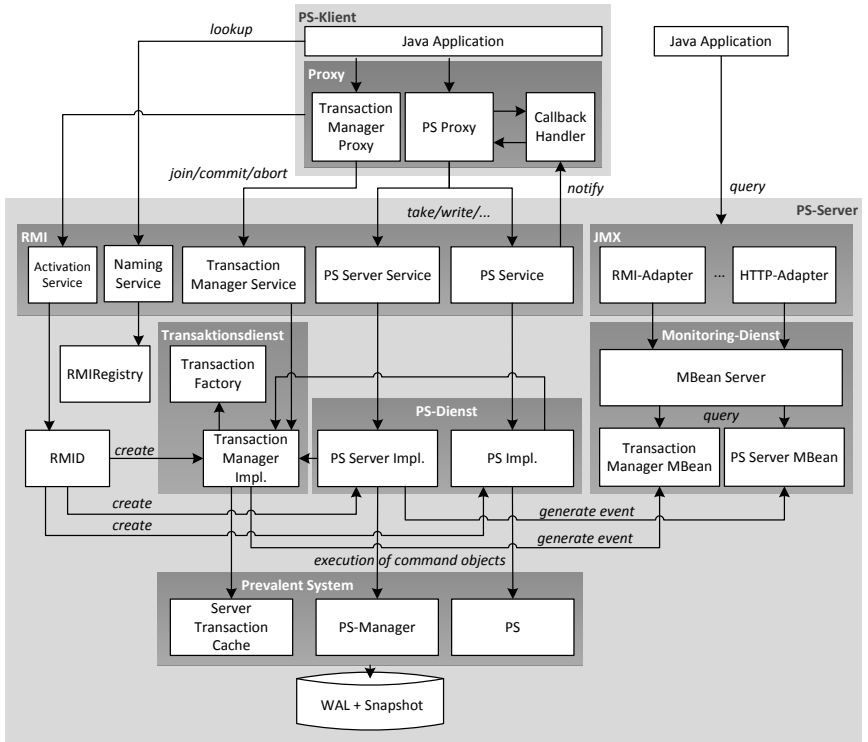 PS-Klient
lookup
Java Application
Java Application
Proxy
Transaction
Manager
Proxy
PS Proxy
Callback
Handler
join/commit/abort
notify
query
take/write/...
PS-Server
RMI
JMX
Activation
Service
Naming
Service
Transaction
Manager Service
PS Server Service
PS Service
RMI-Adapter
...
HTTP-Adapter
Transaktionsdienst
Monitoring-Dienst
RMIRegistry
Transaction
Factory
MBean Server
PS-Dienst
query
RMID
create
Transaction
Manager
Impl.
PS Server Impl.
PS Impl.
Transaction
Manager MBean
PS Server MBean
create
generate event
create
generate event
execution of command objects
Prevalent System
Server
Transaction
Cache
PS-Manager
PS
WAL + Snapshot